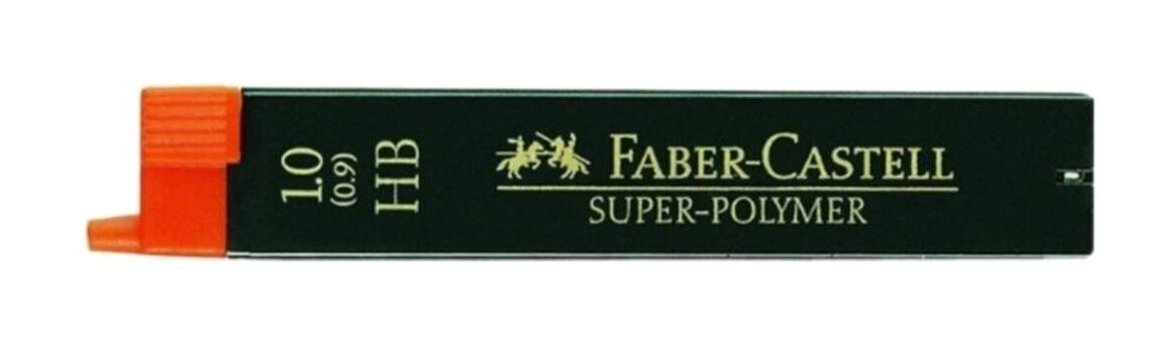 1.0
(0.9)
HB
FABER-CASTELL
SUPER-POLYMER